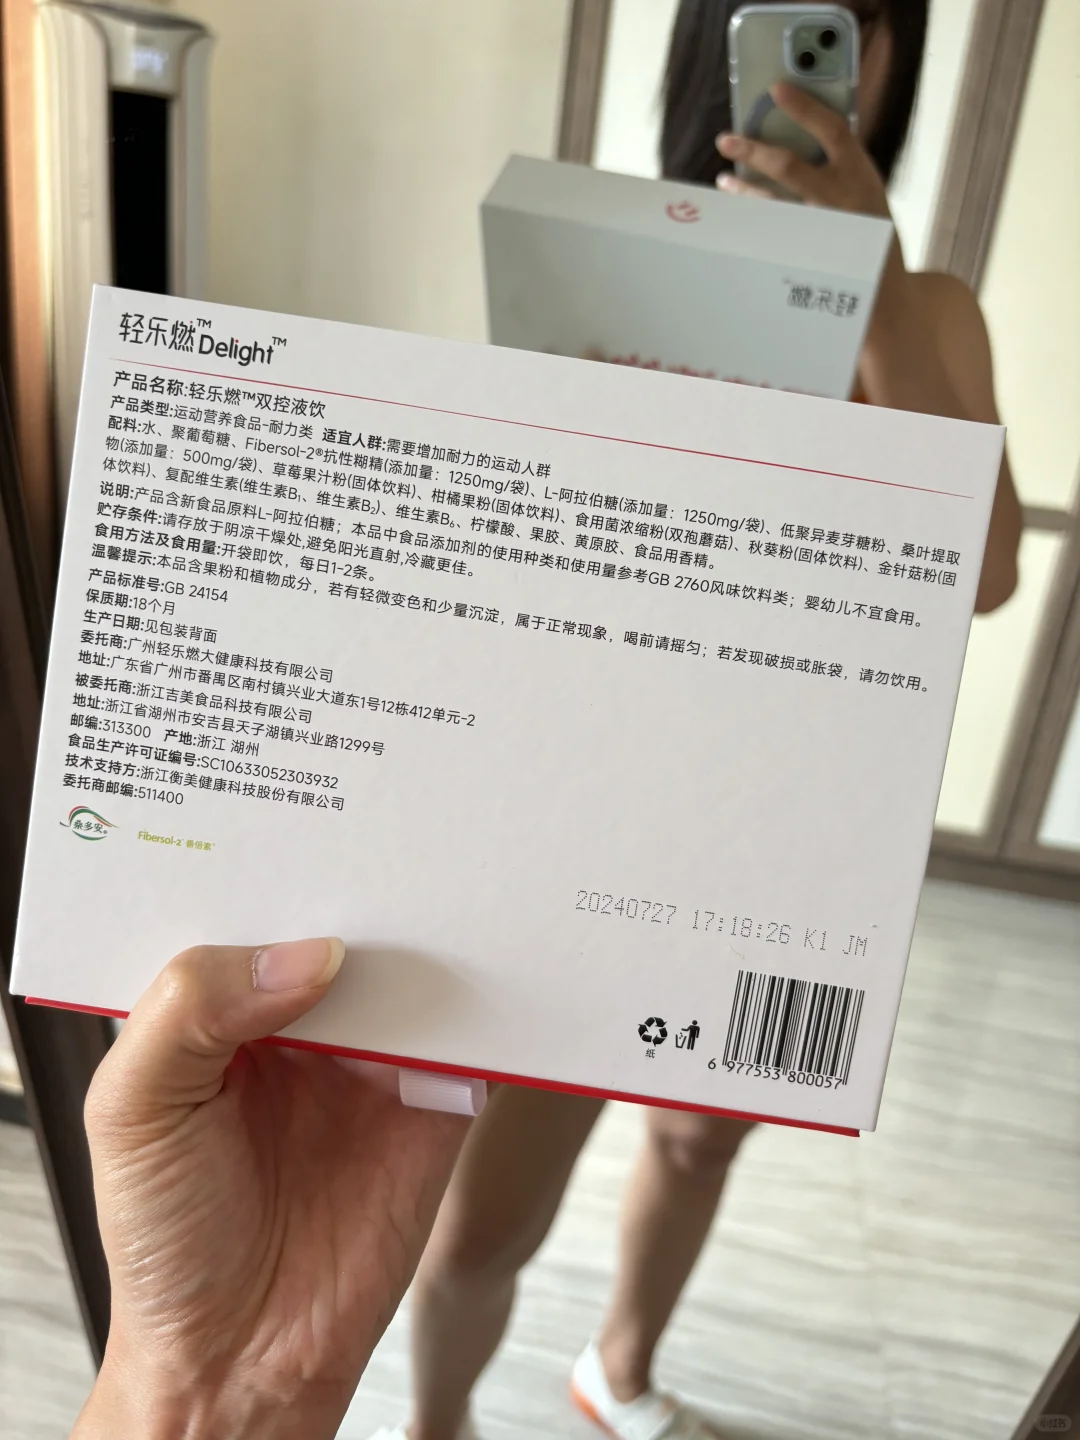 轻乐燃™Delight™
产品名称:轻乐燃™双控液饮
产品类型:运动营养食品-耐力类 适宜人群:需要增加耐力的运动人群
配料:水、聚葡萄糖、Fibersol-2®抗性糊精(添加量：1250mg/袋)、L-阿拉伯糖(添加量：1250mg/袋)、低聚异麦芽糖粉、桑叶提取
物(添加量：500mg/袋)、草莓果汁粉(固体饮料)、柑橘果粉(固体饮料)、食用菌浓缩粉(双孢蘑菇)、秋葵粉(固体饮料)、金针菇粉(固
体饮料)、复配维生素(维生素B₁、维生素B₂)、维生素B₆、柠檬酸、果胶、黄原胶、食品用香精。
说明:产品含新食品原料L-阿拉伯糖；本品中食品添加剂的使用种类和使用量参考GB 2760风味饮料类；婴幼儿不宜食用。
贮存条件:请存放于阴凉干燥处,避免阳光直射,冷藏更佳。
食用方法及食用量:开袋即饮，每日1-2条。
温馨提示:本品含果粉和植物成分，若有轻微变色和少量沉淀，属于正常现象，喝前请摇匀；若发现破损或胀袋，请勿饮用。
产品标准号:GB 24154
保质期:18个月
生产日期:见包装背面
委托商:广州轻乐燃大健康科技有限公司
地址:广东省广州市番禺区南村镇兴业大道东1号12栋412单元-2
被委托商:浙江吉美食品科技有限公司
地址:浙江省湖州市安吉县天子湖镇兴业路1299号
邮编:313300 产地:浙江 湖州
食品生产许可证编号:SC10633052303932
技术支持方:浙江衡美健康科技股份有限公司
委托商邮编:511400
桑多安®
Fibersol-2™
20240727 17:18:26 K1 JM
纸
6 977553 800057
小红书